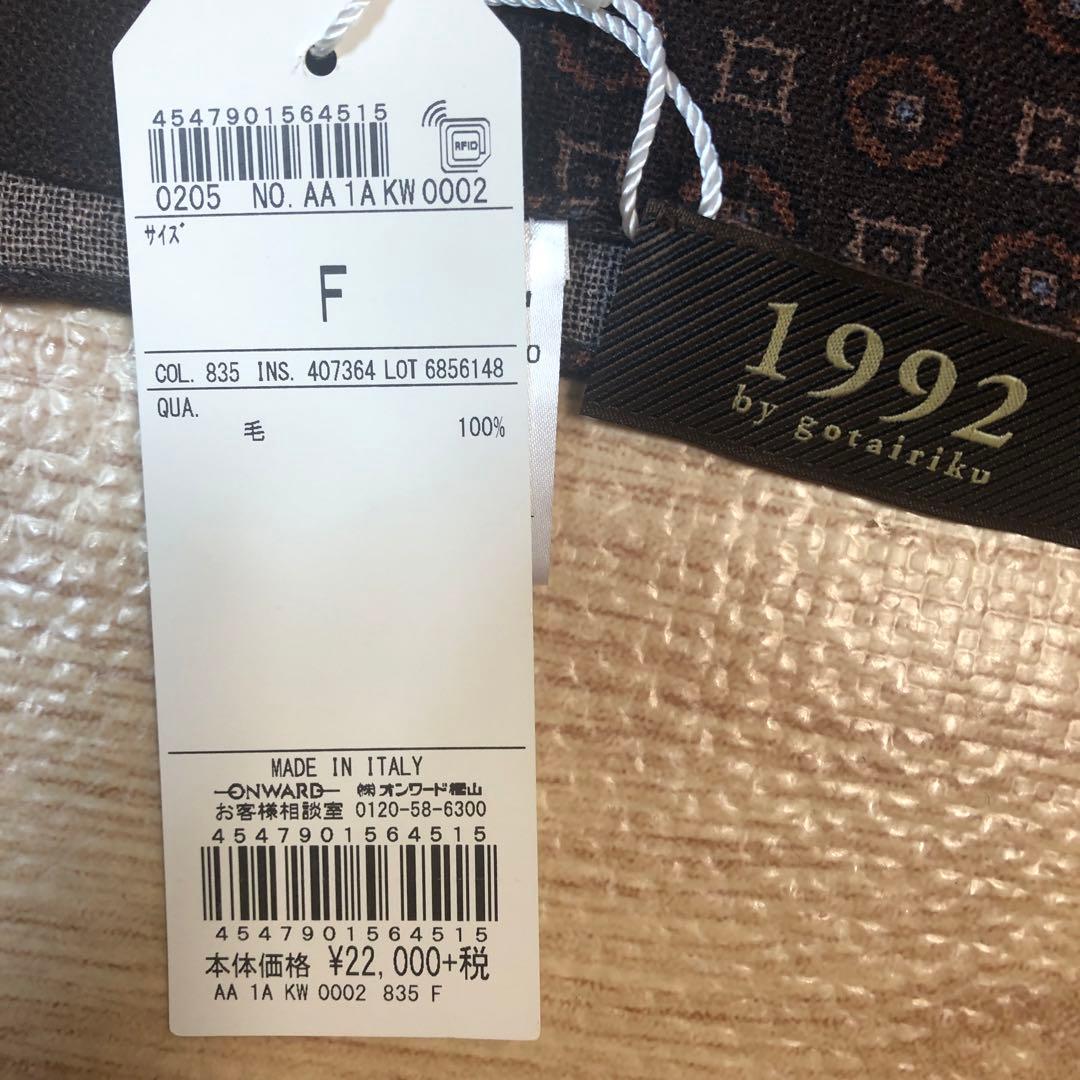 4547901564515
RFID
0205 NO. AA 1A KW 0002
ｻｲｽﾞ
F
COL. 835 INS. 407364 LOT 6856148
QUA.
毛 100%
MADE IN ITALY
ONWARD ㈱オンワード樫山
お客様相談室 0120-58-6300
4547901564515
4547901564515
本体価格 ¥22,000+税
AA 1A KW 0002 835 F
1992
by gotairiku